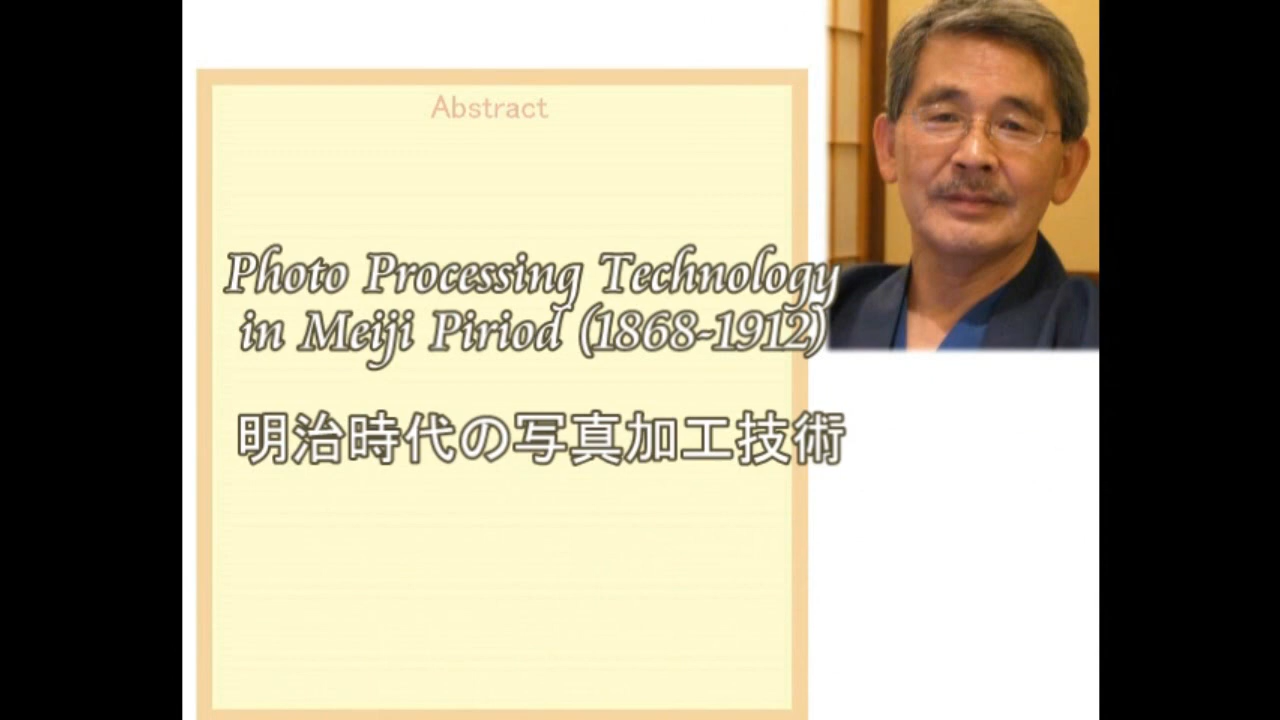 Abstract
Photo Processing Technology
in Meiji Piriod (1868-1912)
明治時代の写真加工技術